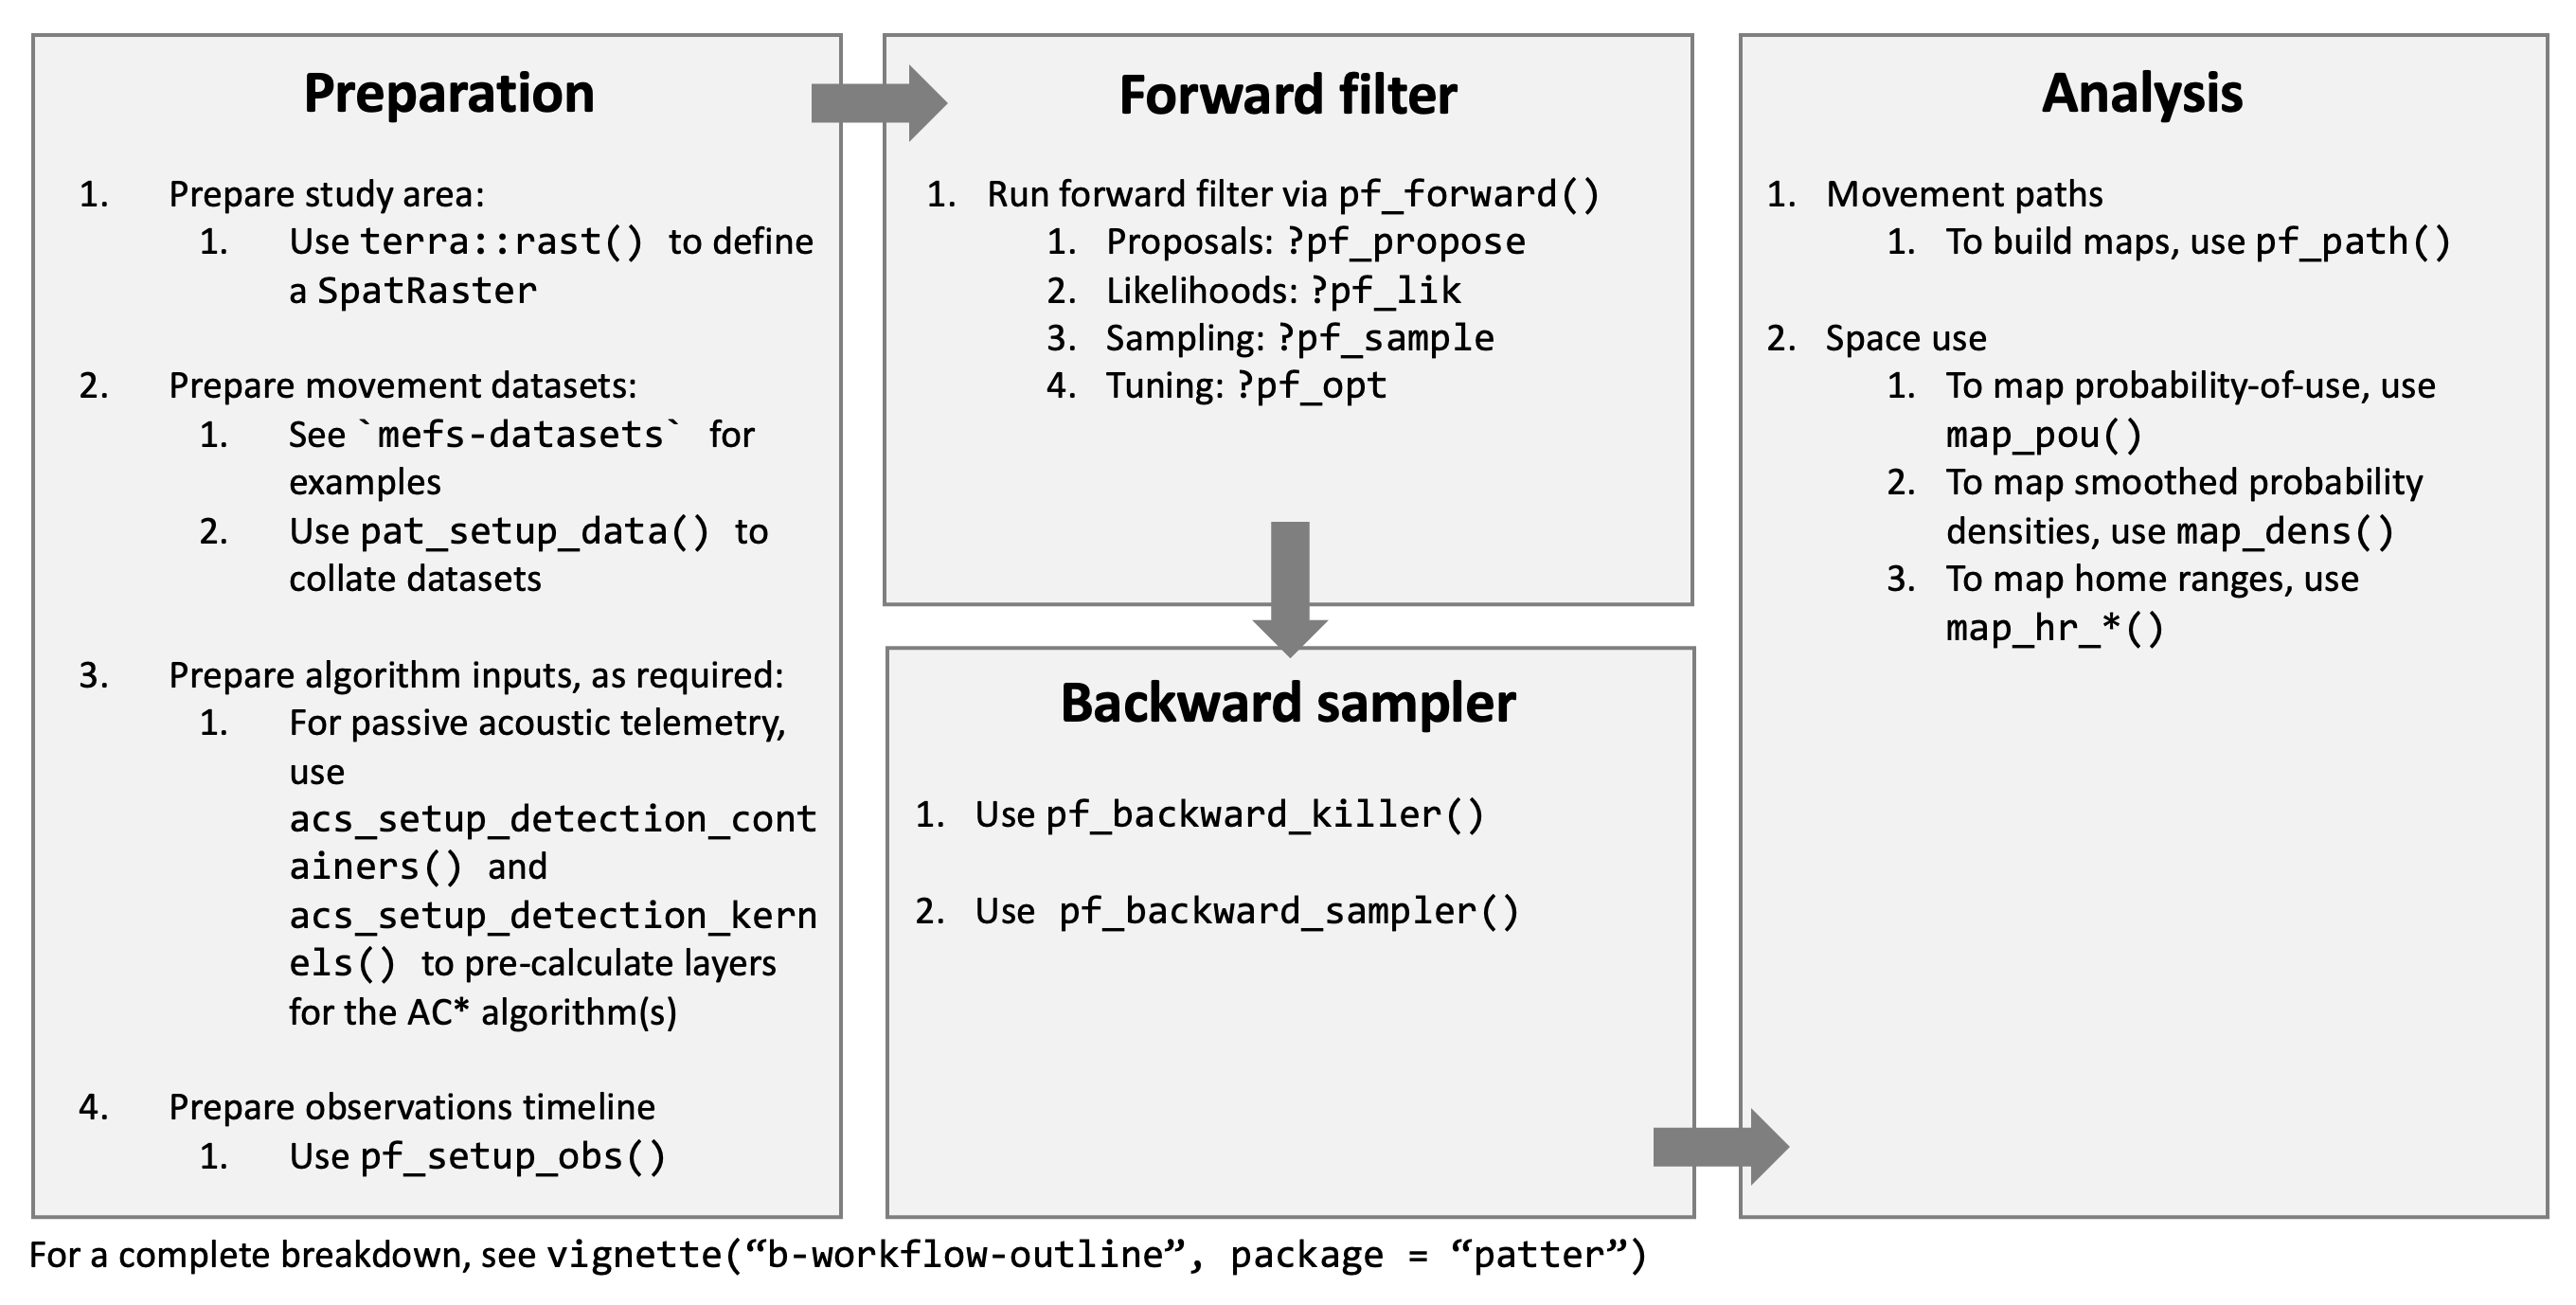 Preparation
1. Prepare study area:
1. Use terra::rast() to define
a SpatRaster
2. Prepare movement datasets:
1. See `mefs-datasets` for
examples
2. Use pat_setup_data() to
collate datasets
3. Prepare algorithm inputs, as required:
1. For passive acoustic telemetry,
use
acs_setup_detection_cont
ainers() and
acs_setup_detection_kern
els() to pre-calculate layers
for the AC* algorithm(s)
4. Prepare observations timeline
1. Use pf_setup_obs()
Forward filter
1. Run forward filter via pf_forward()
1. Proposals: ?pf_propose
2. Likelihoods: ?pf_lik
3. Sampling: ?pf_sample
4. Tuning: ?pf_opt
Backward sampler
1. Use pf_backward_killer()
2. Use pf_backward_sampler()
Analysis
1. Movement paths
1. To build maps, use pf_path()
2. Space use
1. To map probability-of-use, use
map_pou()
2. To map smoothed probability
densities, use map_dens()
3. To map home ranges, use
map_hr_*()
For a complete breakdown, see vignette(“b-workflow-outline”, package = “patter”)